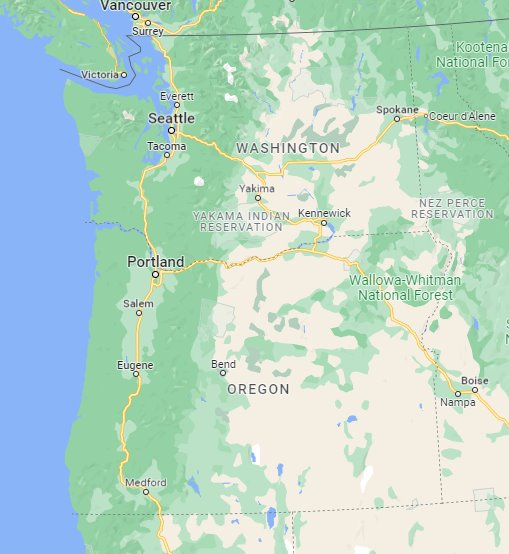 Vancouver
Surrey
Kootena
National For
Victoria
Everett
Spokane
Coeur d'Alene
Seattle
Tacoma
WASHINGTON
Yakima
NEZ PERCE
RESERVATION
YAKAMA INDIAN
RESERVATION
Kennewick
Portland
Wallowa-Whitman
National Forest
Salem
Eugene
Bend
OREGON
Boise
Nampa
Medford